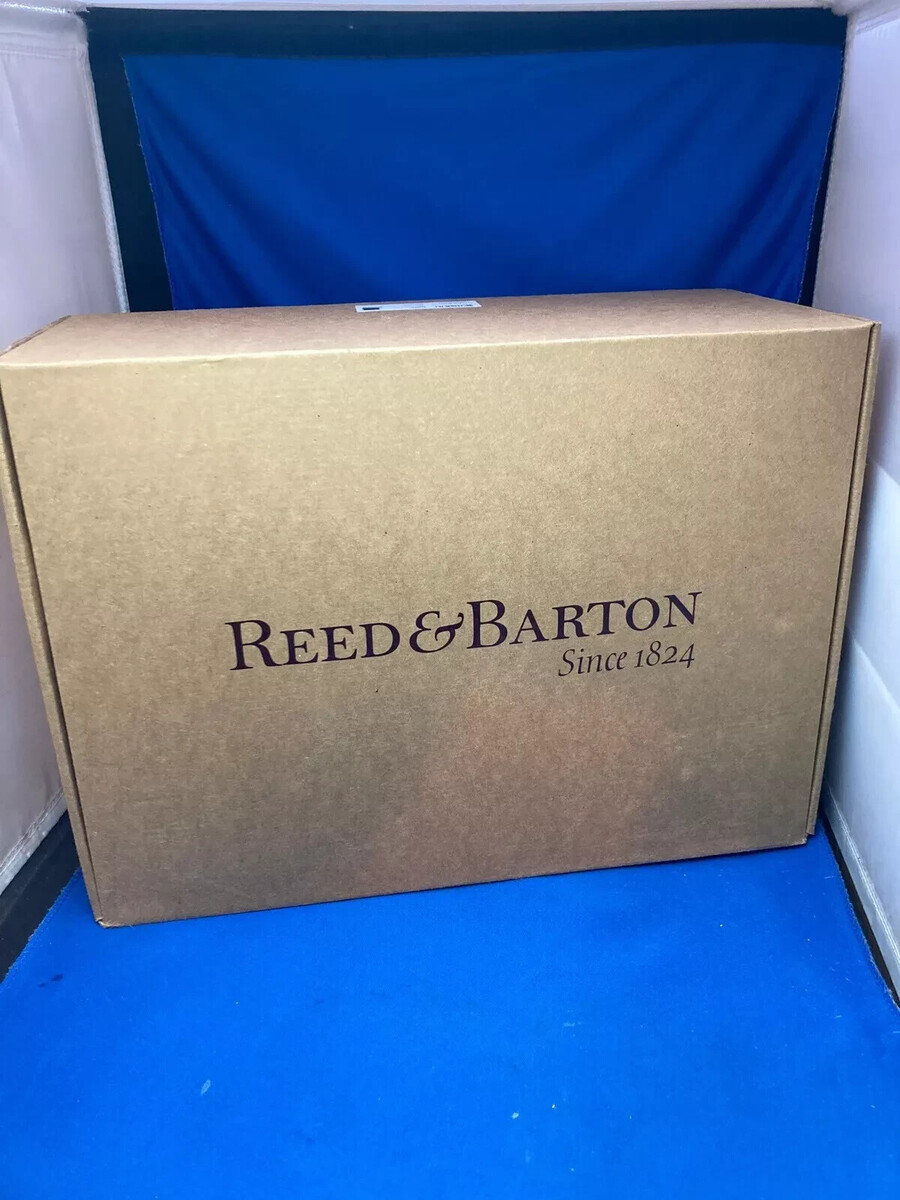 REED & BARTON
Since 1824